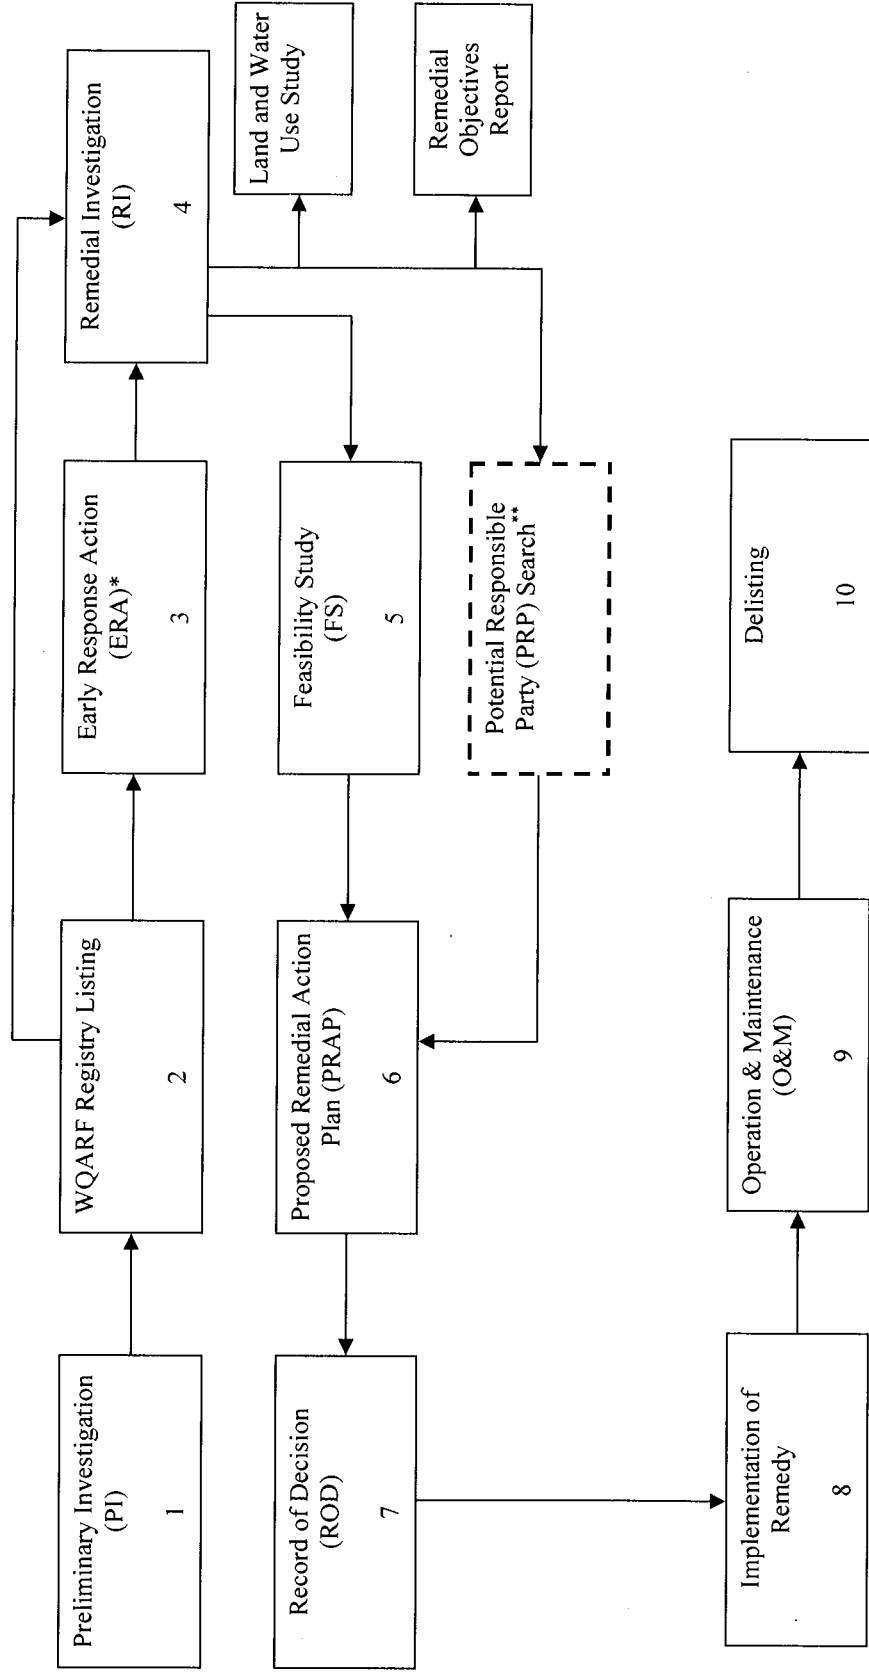 Preliminary Investigation
(PI)
1
WQARF Registry Listing
2
Early Response Action
(ERA)*
3
Remedial Investigation
(RI)
4
Land and Water
Use Study
Remedial
Objectives
Report
Feasibility Study
(FS)
5
Potential Responsible
Party (PRP) Search**
Proposed Remedial Action
Plan (PRAP)
6
Record of Decision
(ROD)
7
Implementation of
Remedy
8
Operation & Maintenance
(O&M)
9
Delisting
10